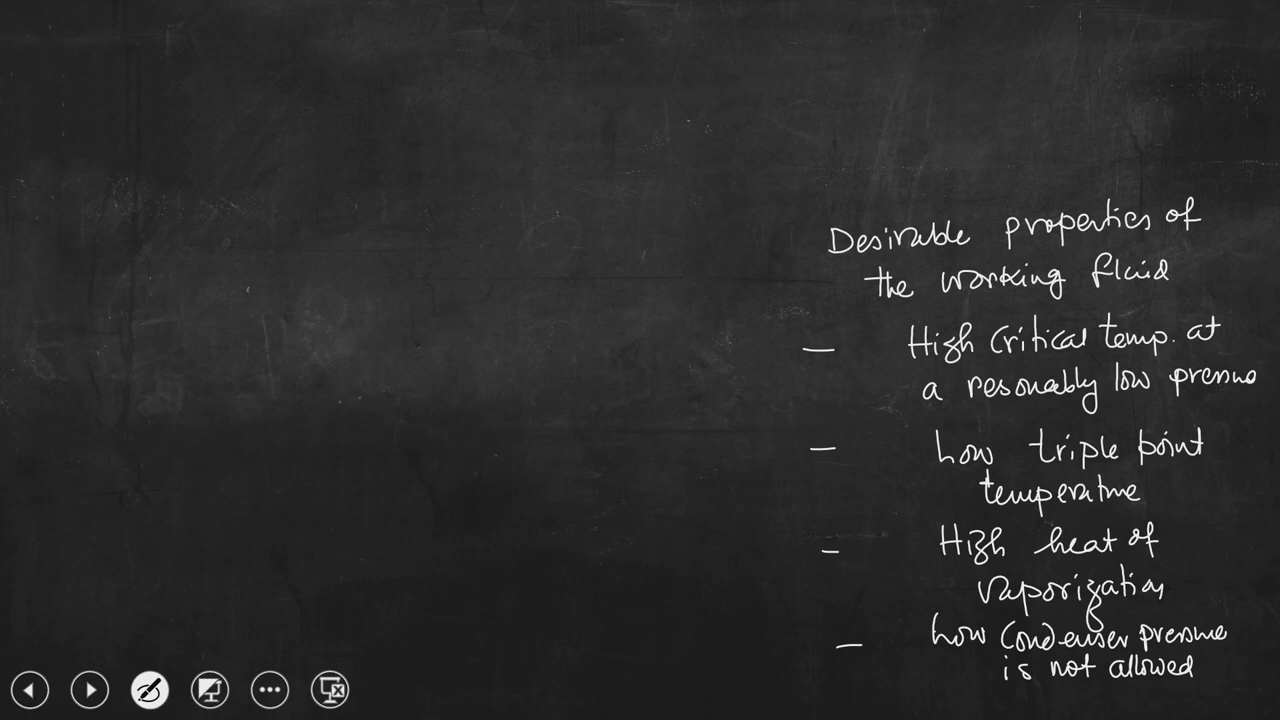 Desirable properties of
the working fluid
— High critical temp. at
a resonably low pressure
— Low triple point
temperature
— High heat of
vaporization
— Low condenser pressure
is not allowed